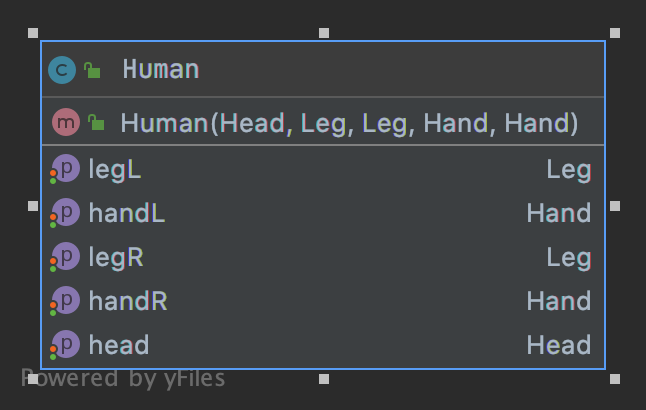 C Human
m Human(Head, Leg, Leg, Hand, Hand)
p legL Leg
p handL Hand
p legR Leg
p handR Hand
p head Head
Powered by yFiles